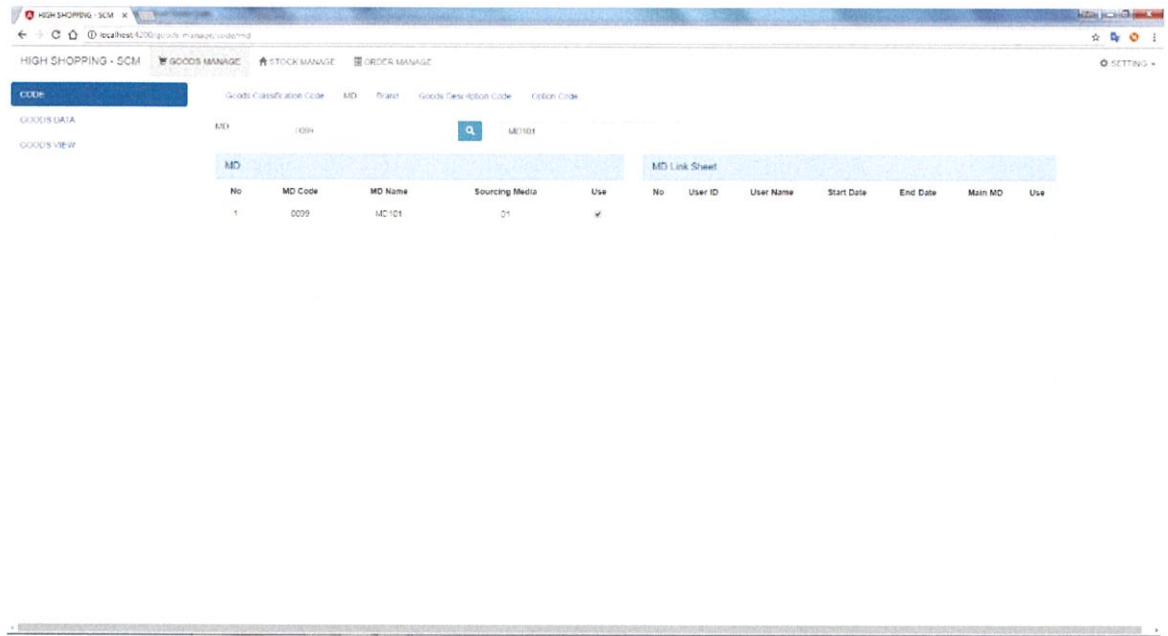 HIGH SHOPPING - SCM
localhost:4200/goods-manage/code/md
HIGH SHOPPING - SCM GOODS MANAGE STOCK MANAGE ORDER MANAGE SETTING
CODE
GOODS DATA
GOODS VIEW
Goods Classification Code MD Brand Goods Description Code Option Code
MD 0099 MD101
MD
No MD Code MD Name Sourcing Media Use
1 0099 MD101 01
MD Link Sheet
No User ID User Name Start Date End Date Main MD Use